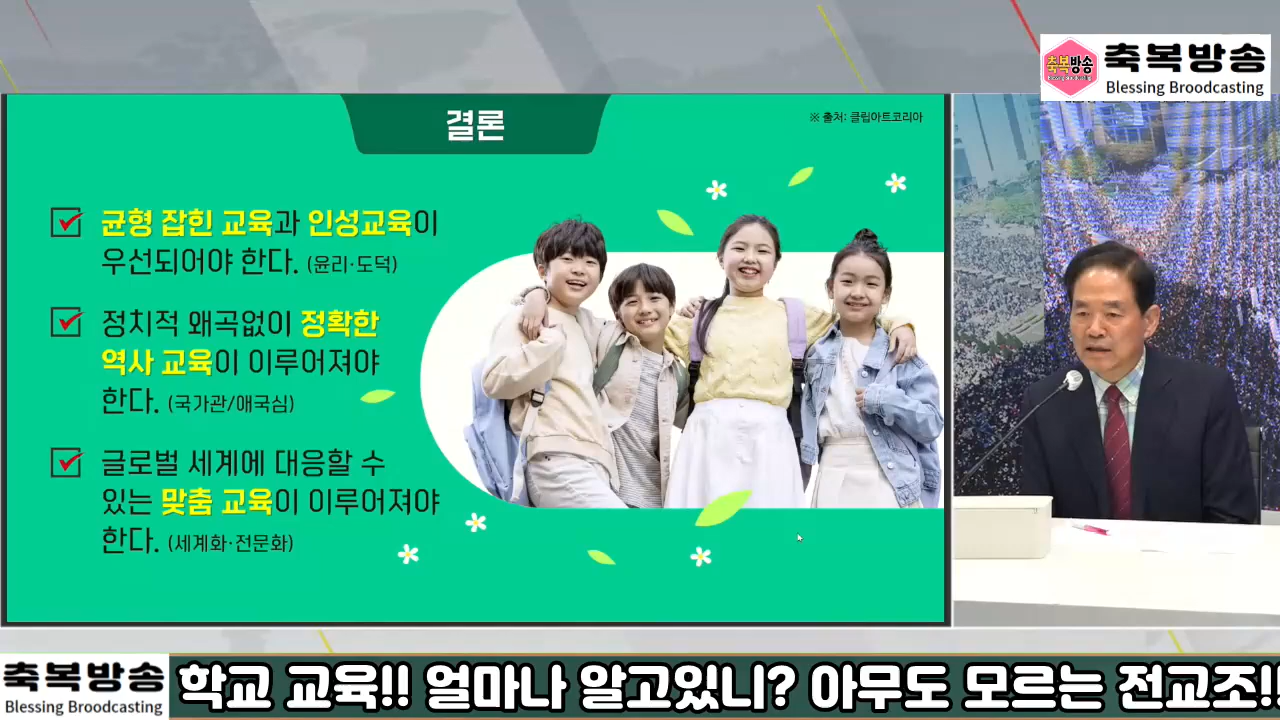 축복방송
축복방송
Blessing Broodcasting
Blessing Broodcasting
결론
※ 출처: 클립아트코리아
균형 잡힌 교육과 인성교육이
우선되어야 한다. (윤리·도덕)
정치적 왜곡없이 정확한
역사 교육이 이루어져야
한다. (국가관/애국심)
글로벌 세계에 대응할 수
있는 맞춤 교육이 이루어져야
한다. (세계화·전문화)
축복방송
Blessing Broodcasting
학교 교육!! 얼마나 알고있니? 아무도 모르는 전교조!!